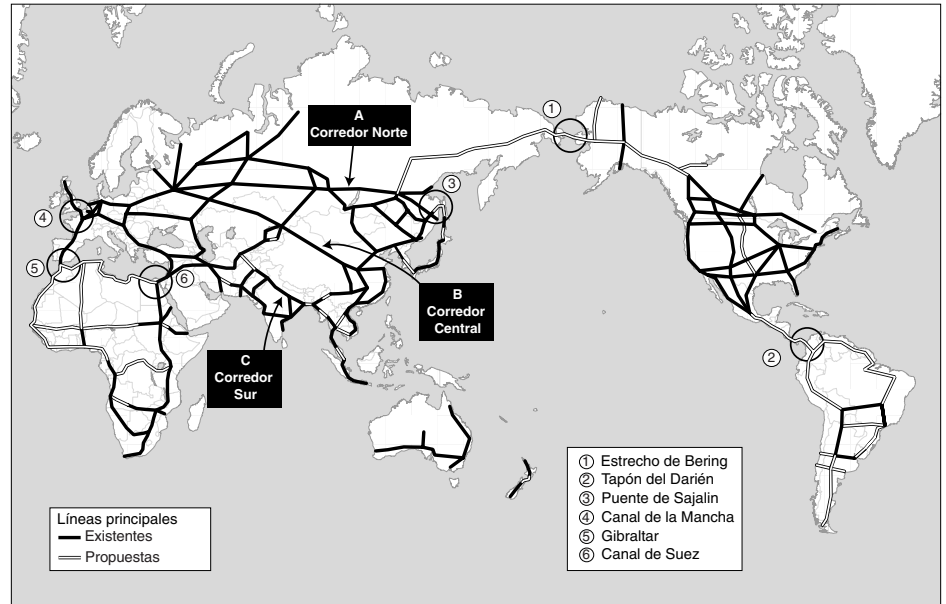 1
A
Corredor Norte
3
4
5
6
B
Corredor
Central
2
C
Corredor
Sur
1 Estrecho de Bering
2 Tapón del Darién
3 Puente de Sajalin
4 Canal de la Mancha
5 Gibraltar
6 Canal de Suez
Líneas principales
Existentes
Propuestas